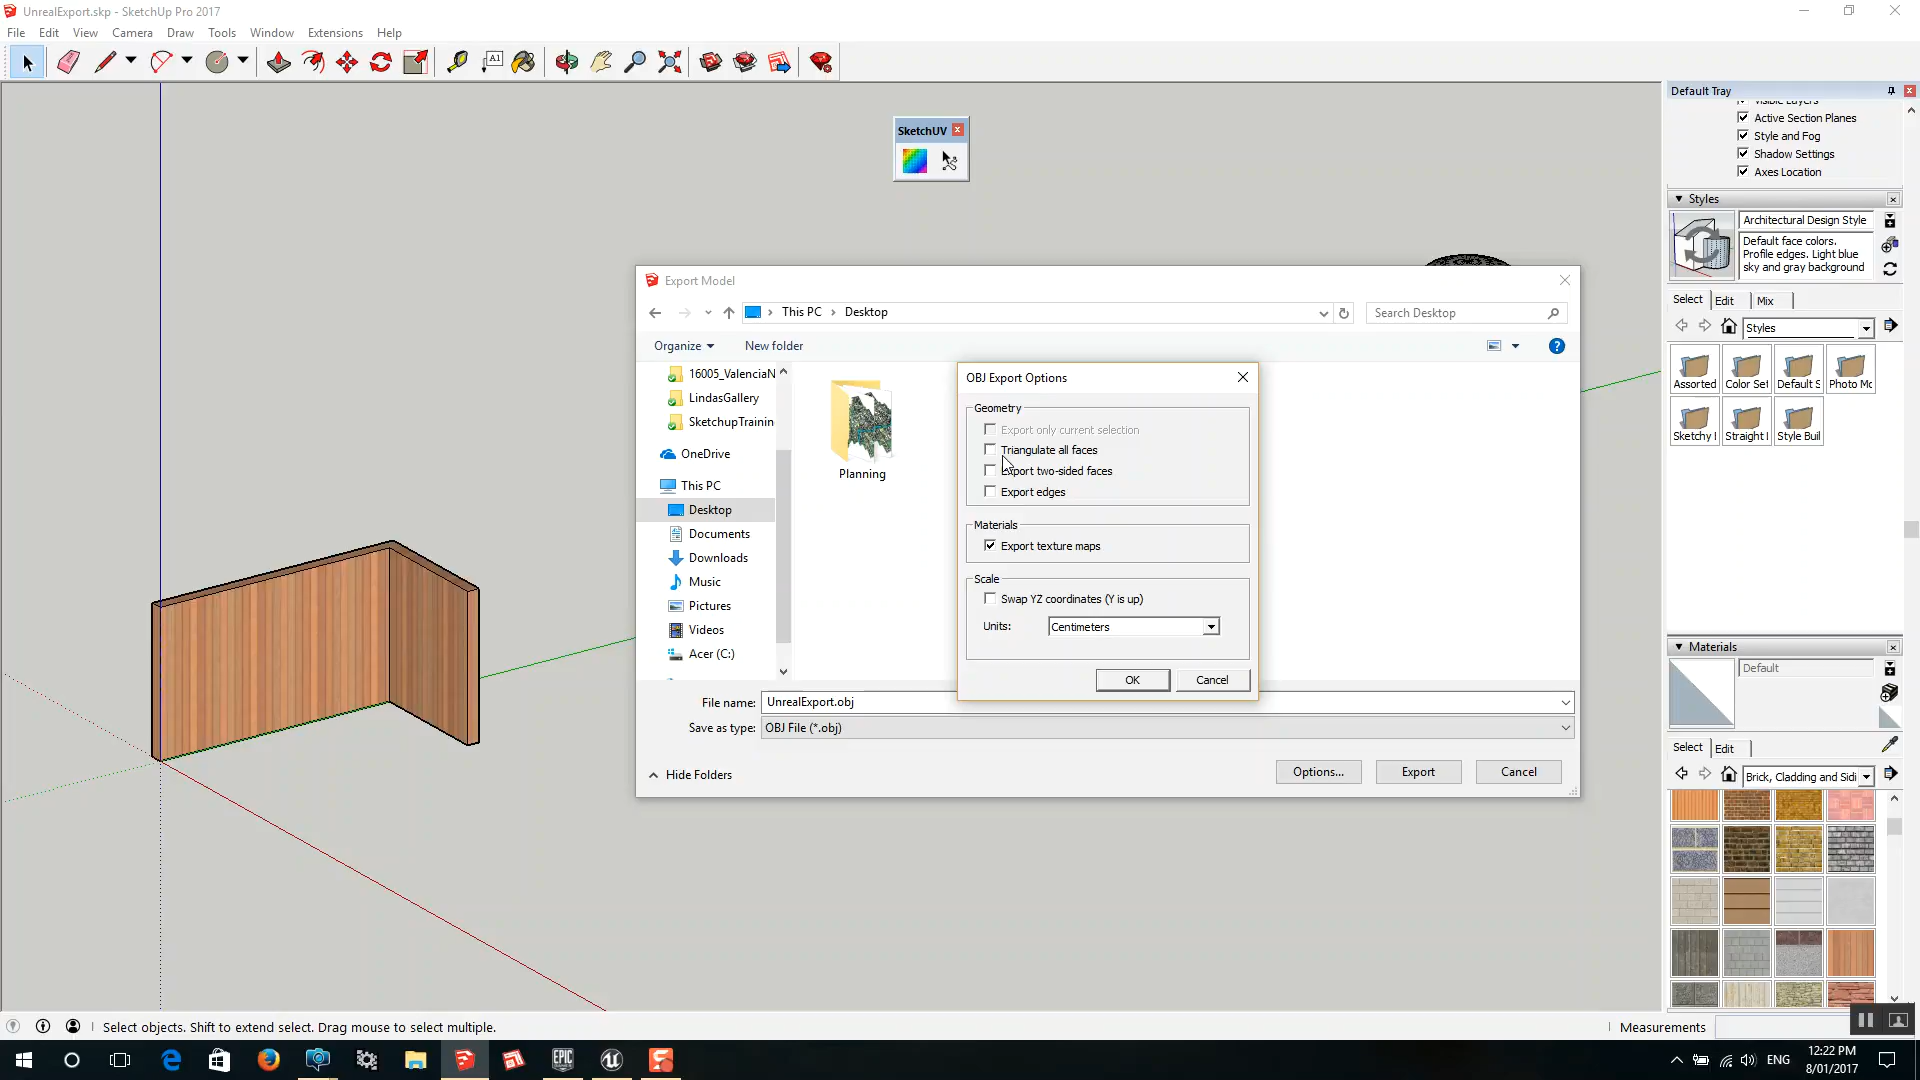 UnrealExport.skp - SketchUp Pro 2017
File Edit View Camera Draw Tools Window Extensions Help
A1
Default Tray
Visible Layers
Active Section Planes
Style and Fog
Shadow Settings
Axes Location
SketchUV
Styles
Architectural Design Style
Default face colors.
Profile edges. Light blue
sky and gray background
Select Edit Mix
Styles
Assorted Color Set Default S Photo Mc
Sketchy I Straight I Style Buil
Export Model
This PC Desktop
Search Desktop
Organize New folder
16005_ValenciaN
LindasGallery
SketchupTrainin
OneDrive
This PC
Desktop
Documents
Downloads
Music
Pictures
Videos
Acer (C:)
Planning
OBJ Export Options
Geometry
Export only current selection
Triangulate all faces
Export two-sided faces
Export edges
Materials
Export texture maps
Scale
Swap YZ coordinates (Y is up)
Units: Centimeters
OK Cancel
File name: UnrealExport.obj
Save as type: OBJ File (*.obj)
Hide Folders
Options... Export Cancel
Materials
Default
Select Edit
Brick, Cladding and Sidi
Select objects. Shift to extend select. Drag mouse to select multiple.
Measurements
EPIC
ENG
12:22 PM
8/01/2017